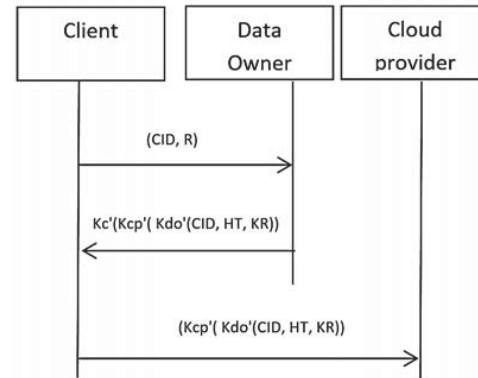 Client
Data
Owner
Cloud
provider
(CID, R)
Kc'(Kcp'( Kdo'(CID, HT, KR))
(Kcp'( Kdo'(CID, HT, KR))